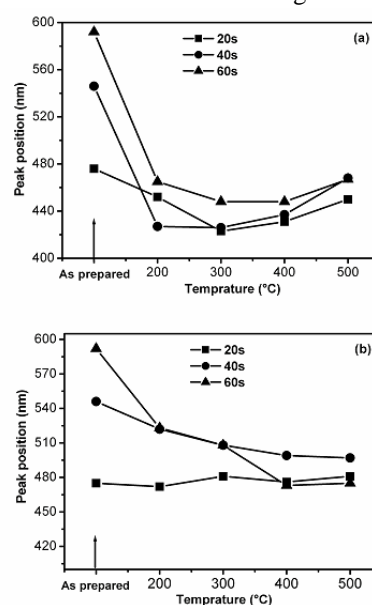 600
(a)
20s
40s
60s
560
520
480
440
400
Peak position (nm)
As prepared
200
300
400
500
Temprature (°C)
600
(b)
20s
40s
60s
570
540
510
480
450
420
Peak position (nm)
As prepared
200
300
400
500
Temprature (°C)